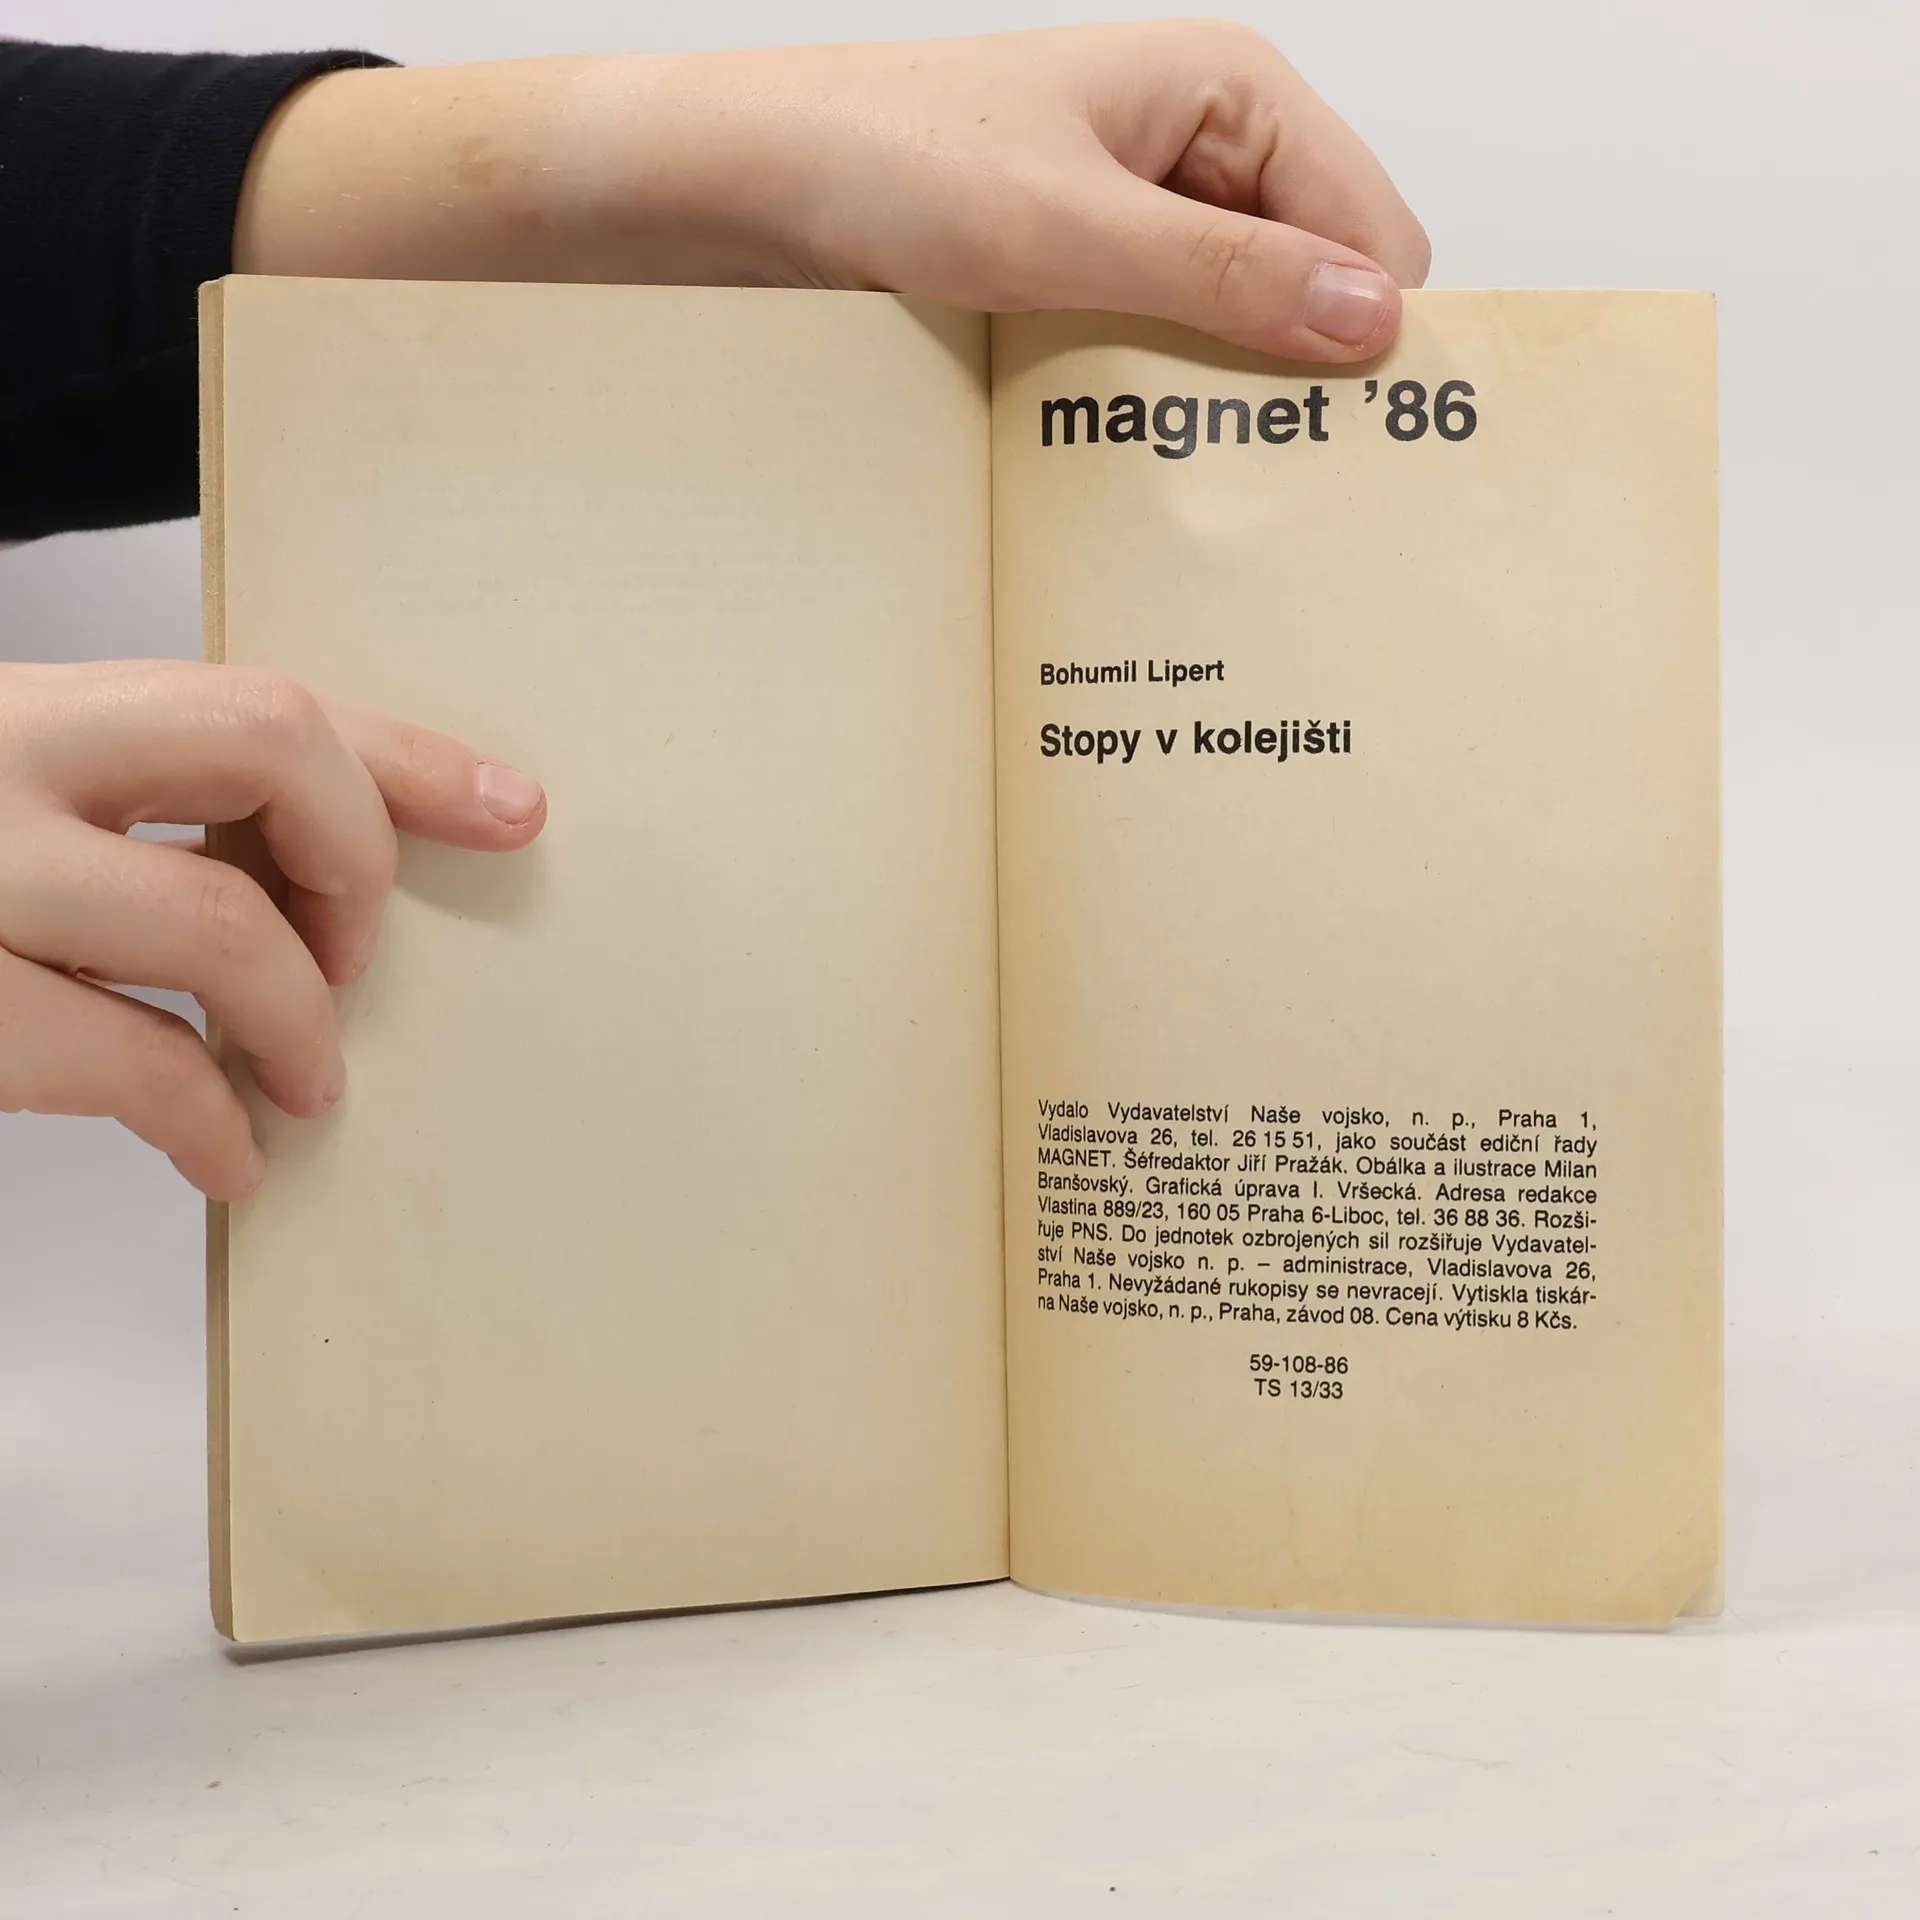 magnet ’86
Bohumil Lipert
Stopy v kolejišti
Vydalo Vydavatelství Naše vojsko, n. p., Praha 1,
Vladislavova 26, tel. 26 15 51, jako součást ediční řady
MAGNET. Šéfredaktor Jiří Pražák. Obálka a ilustrace Milan
Branšovský. Grafická úprava I. Vršecká. Adresa redakce
Vlastina 889/23, 160 05 Praha 6-Liboc, tel. 36 88 36. Rozši-
řuje PNS. Do jednotek ozbrojených sil rozšiřuje Vydavatel-
ství Naše vojsko n. p. – administrace, Vladislavova 26,
Praha 1. Nevyžádané rukopisy se nevracejí. Vytiskla tiskár-
na Naše vojsko, n. p., Praha, závod 08. Cena výtisku 8 Kčs.
59-108-86
TS 13/33